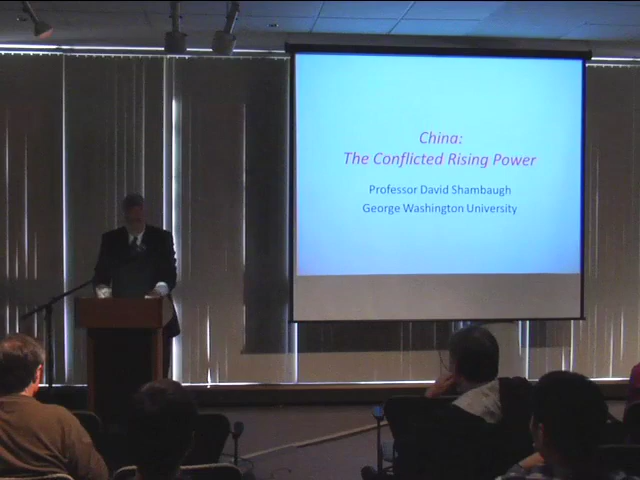 China:
The Conflicted Rising Power
Professor David Shambaugh
George Washington University